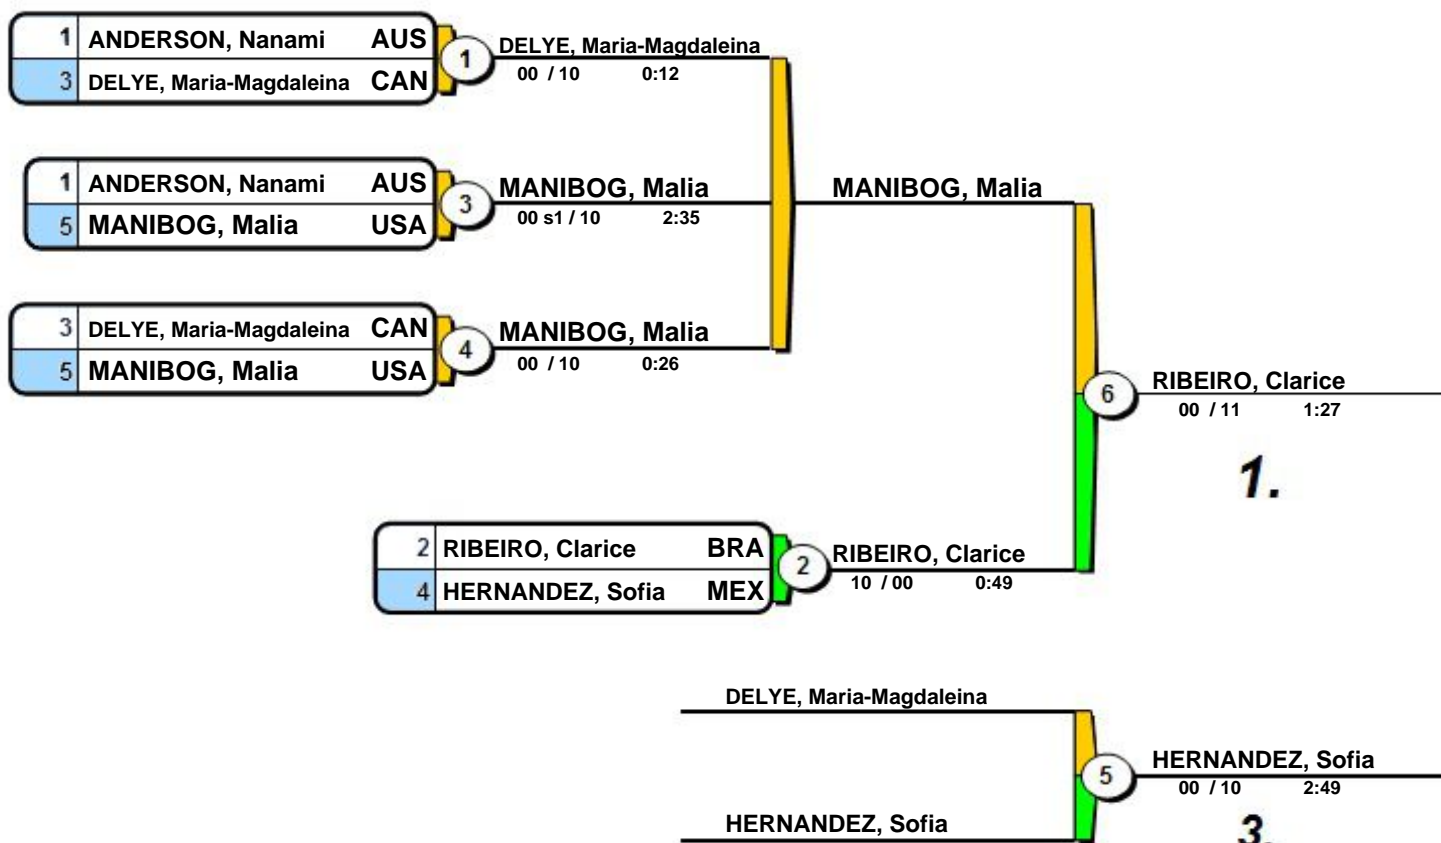 1 ANDERSON, Nanami AUS
3 DELYE, Maria-Magdaleina CAN
1
DELYE, Maria-Magdaleina
00 / 10 0:12
1 ANDERSON, Nanami AUS
5 MANIBOG, Malia USA
3
MANIBOG, Malia
00 s1 / 10 2:35
MANIBOG, Malia
3 DELYE, Maria-Magdaleina CAN
5 MANIBOG, Malia USA
4
MANIBOG, Malia
00 / 10 0:26
6
RIBEIRO, Clarice
00 / 11 1:27
1.
2 RIBEIRO, Clarice BRA
4 HERNANDEZ, Sofia MEX
2
RIBEIRO, Clarice
10 / 00 0:49
DELYE, Maria-Magdaleina
5
HERNANDEZ, Sofia
00 / 10 2:49
HERNANDEZ, Sofia
3.